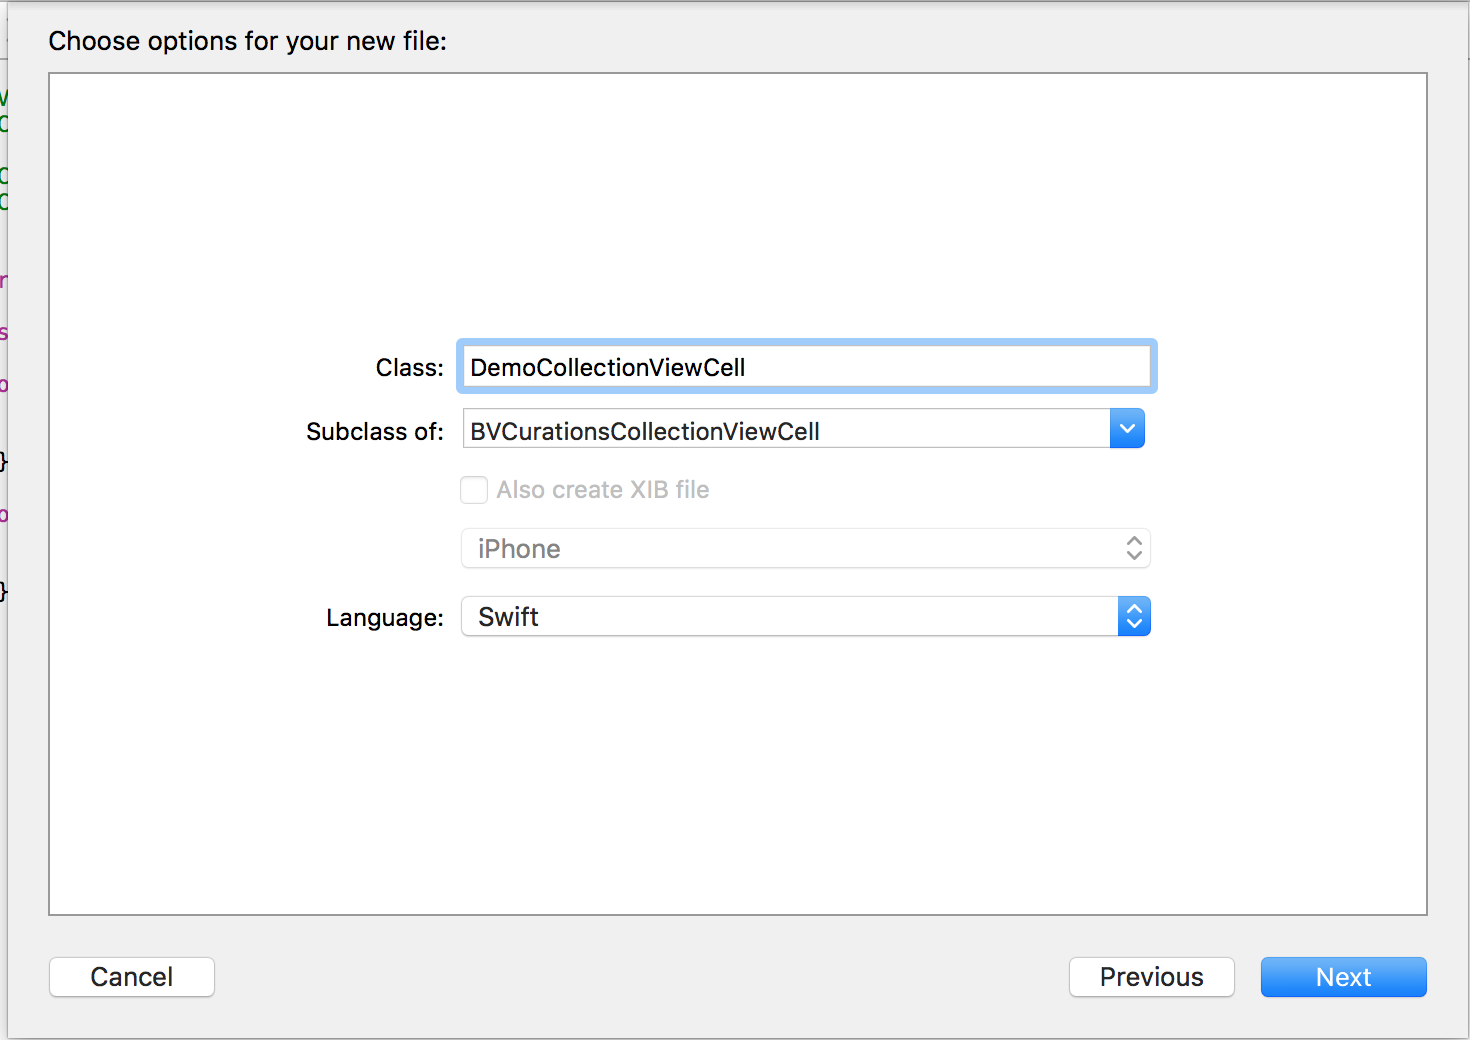 Choose options for your new file:
Class: DemoCollectionViewCell
Subclass of: BVCurationsCollectionViewCell
Also create XIB file
iPhone
Language: Swift
Cancel Previous Next